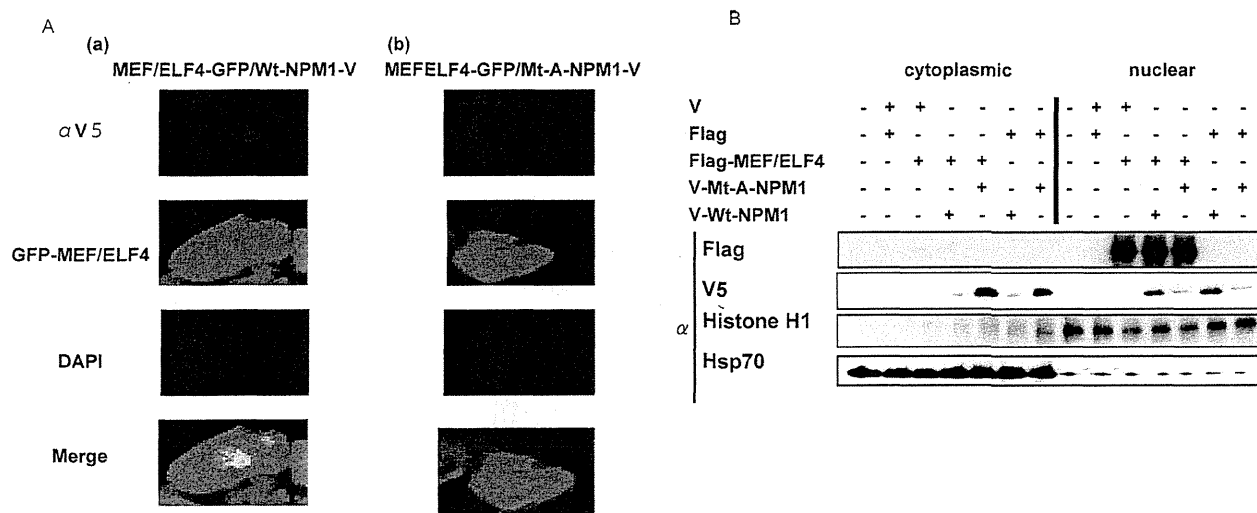 A
(a)
MEF/ELF4-GFP/Wt-NPM1-V
(b)
MEFELF4-GFP/Mt-A-NPM1-V
α V 5
GFP-MEF/ELF4
DAPI
Merge
B
cytoplasmic nuclear
V - + + - - - - - + + - - - -
Flag - + - - - + + - + - - - + +
Flag-MEF/ELF4 - - + + + - - - - + + + - -
V-Mt-A-NPM1 - - - - + - + - - - - + - +
V-Wt-NPM1 - - - + - + - - - - + - + -
α
Flag
V5
Histone H1
Hsp70